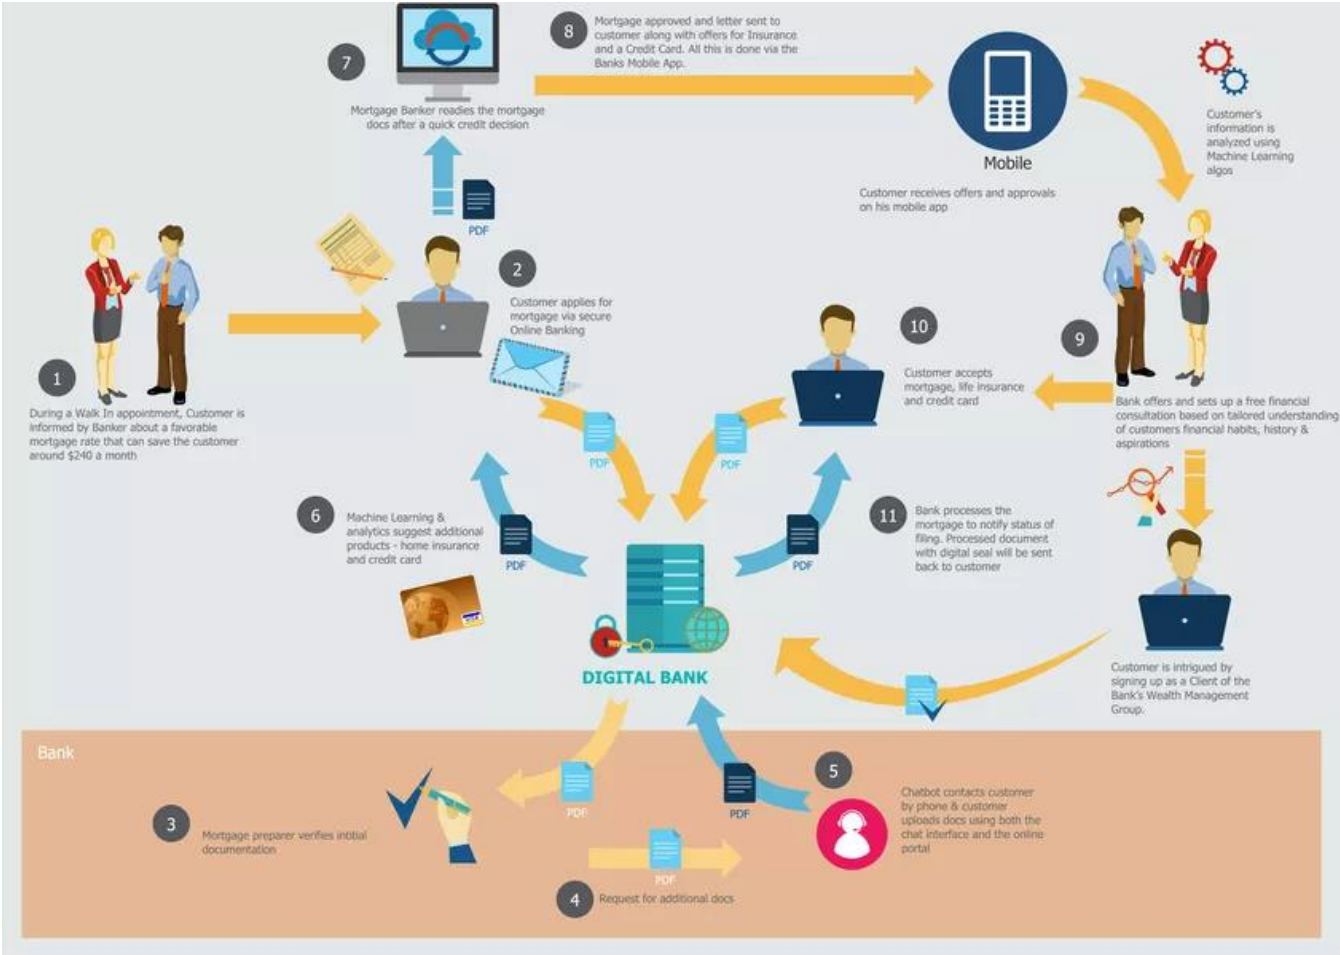 7
Mortgage Banker readies the mortgage
docs after a quick credit decision
8
Mortgage approved and letter sent to
customer along with offers for Insurance
and a Credit Card. All this is done via the
Banks Mobile App.
Mobile
Customer receives offers and approvals
on his mobile app
Customer's
information is
analyzed using
Machine Learning
algos
PDF
1
During a Walk In appointment, Customer is
informed by Banker about a favorable
mortgage rate that can save the customer
around $240 a month
2
Customer applies for
mortgage via secure
Online Banking
PDF
10
Customer accepts
mortgage, life insurance
and credit card
PDF
9
Bank offers and sets up a free financial
consultation based on tailored understanding
of customers financial habits, history &
aspirations
6
Machine Learning &
analytics suggest additional
products - home insurance
and credit card
PDF
VISA
PDF
11
Bank processes the
mortgage to notify status of
filing. Processed document
with digital seal will be sent
back to customer
DIGITAL BANK
Customer is intrigued by
signing up as a Client of the
Bank's Wealth Management
Group.
Bank
3
Mortgage preparer verifies intitial
documentation
PDF
PDF
4
Request for additional docs
PDF
5
Chatbot contacts customer
by phone & customer
uploads docs using both the
chat interface and the online
portal